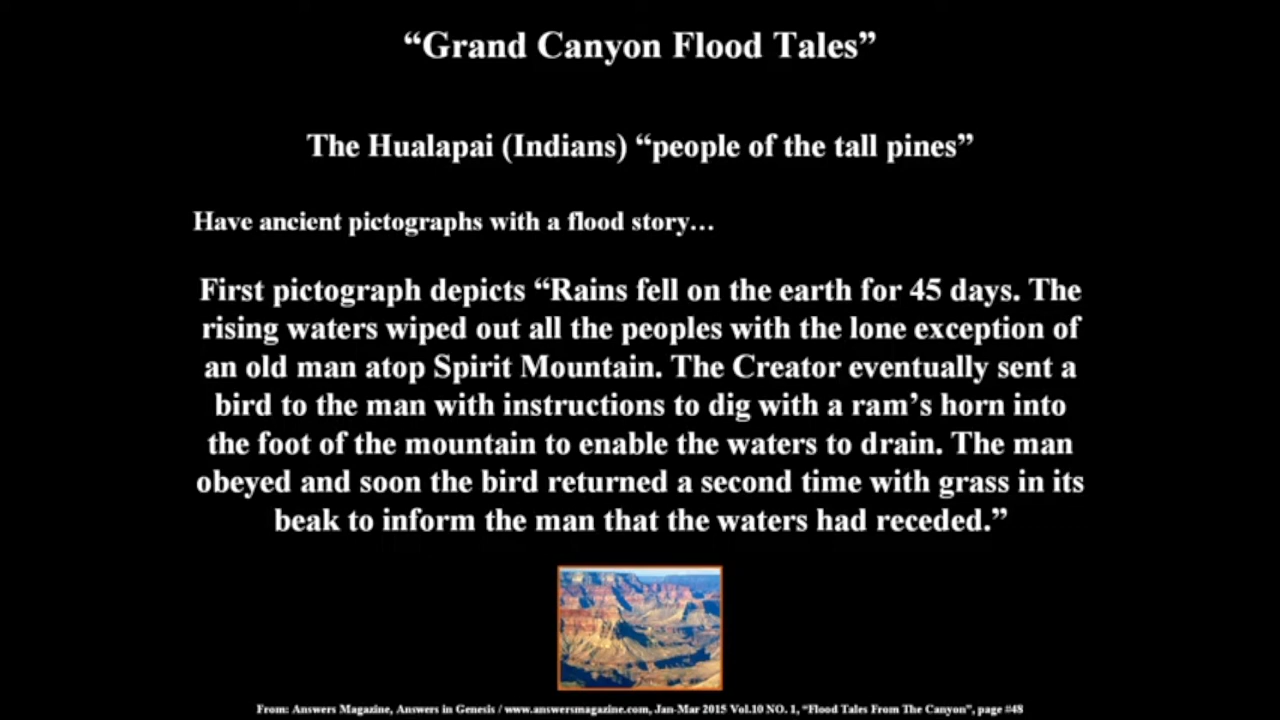 “Grand Canyon Flood Tales”
The Hualapai (Indians) “people of the tall pines”
Have ancient pictographs with a flood story…
First pictograph depicts “Rains fell on the earth for 45 days. The
rising waters wiped out all the peoples with the lone exception of
an old man atop Spirit Mountain. The Creator eventually sent a
bird to the man with instructions to dig with a ram’s horn into
the foot of the mountain to enable the waters to drain. The man
obeyed and soon the bird returned a second time with grass in its
beak to inform the man that the waters had receded.”
From: Answers Magazine, Answers in Genesis / www.answersmagazine.com, Jan-Mar 2015 Vol.10 NO. 1, “Flood Tales From The Canyon”, page #48